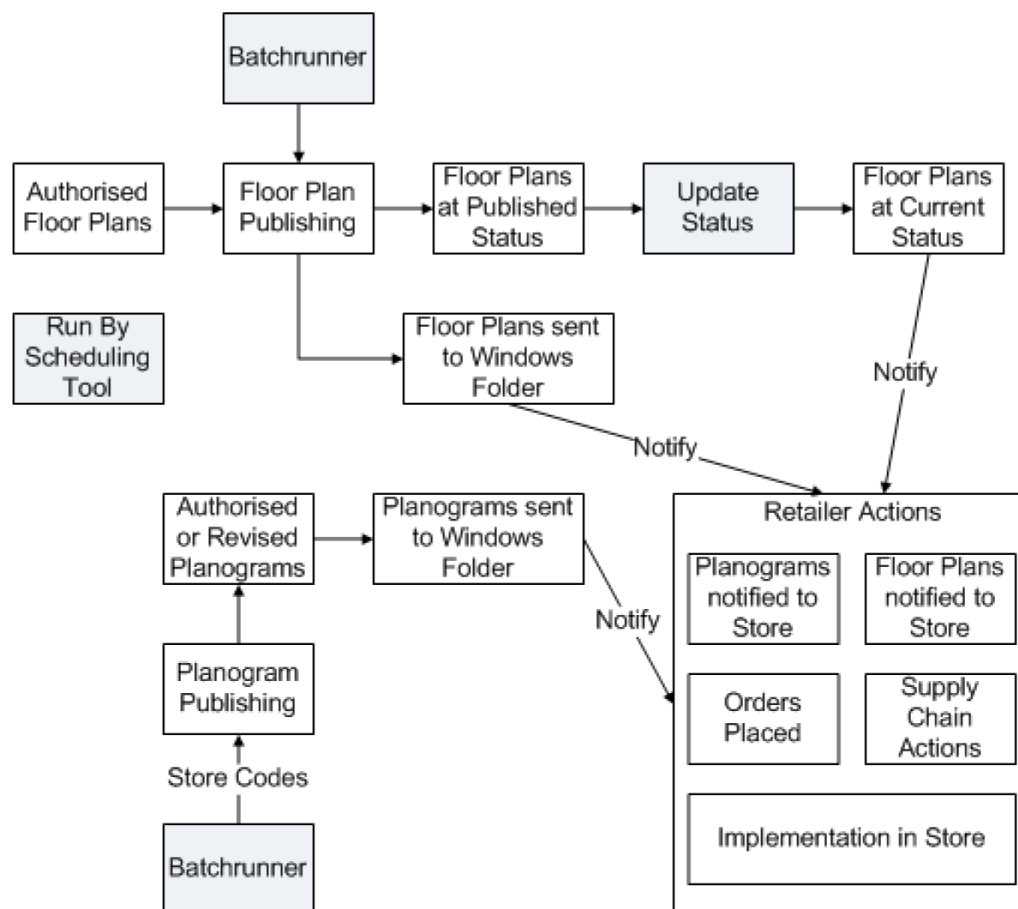 Batchrunner
Authorised
Floor Plans
Floor Plan
Publishing
Floor Plans
at Published
Status
Update
Status
Floor Plans
at Current
Status
Run By
Scheduling
Tool
Floor Plans sent
to Windows
Folder
Notify
Notify
Authorised
or Revised
Planograms
Planograms sent
to Windows
Folder
Notify
Planogram
Publishing
Store Codes
Batchrunner
Retailer Actions
Planograms
notified to
Store
Floor Plans
notified to
Store
Orders
Placed
Supply
Chain
Actions
Implementation in Store